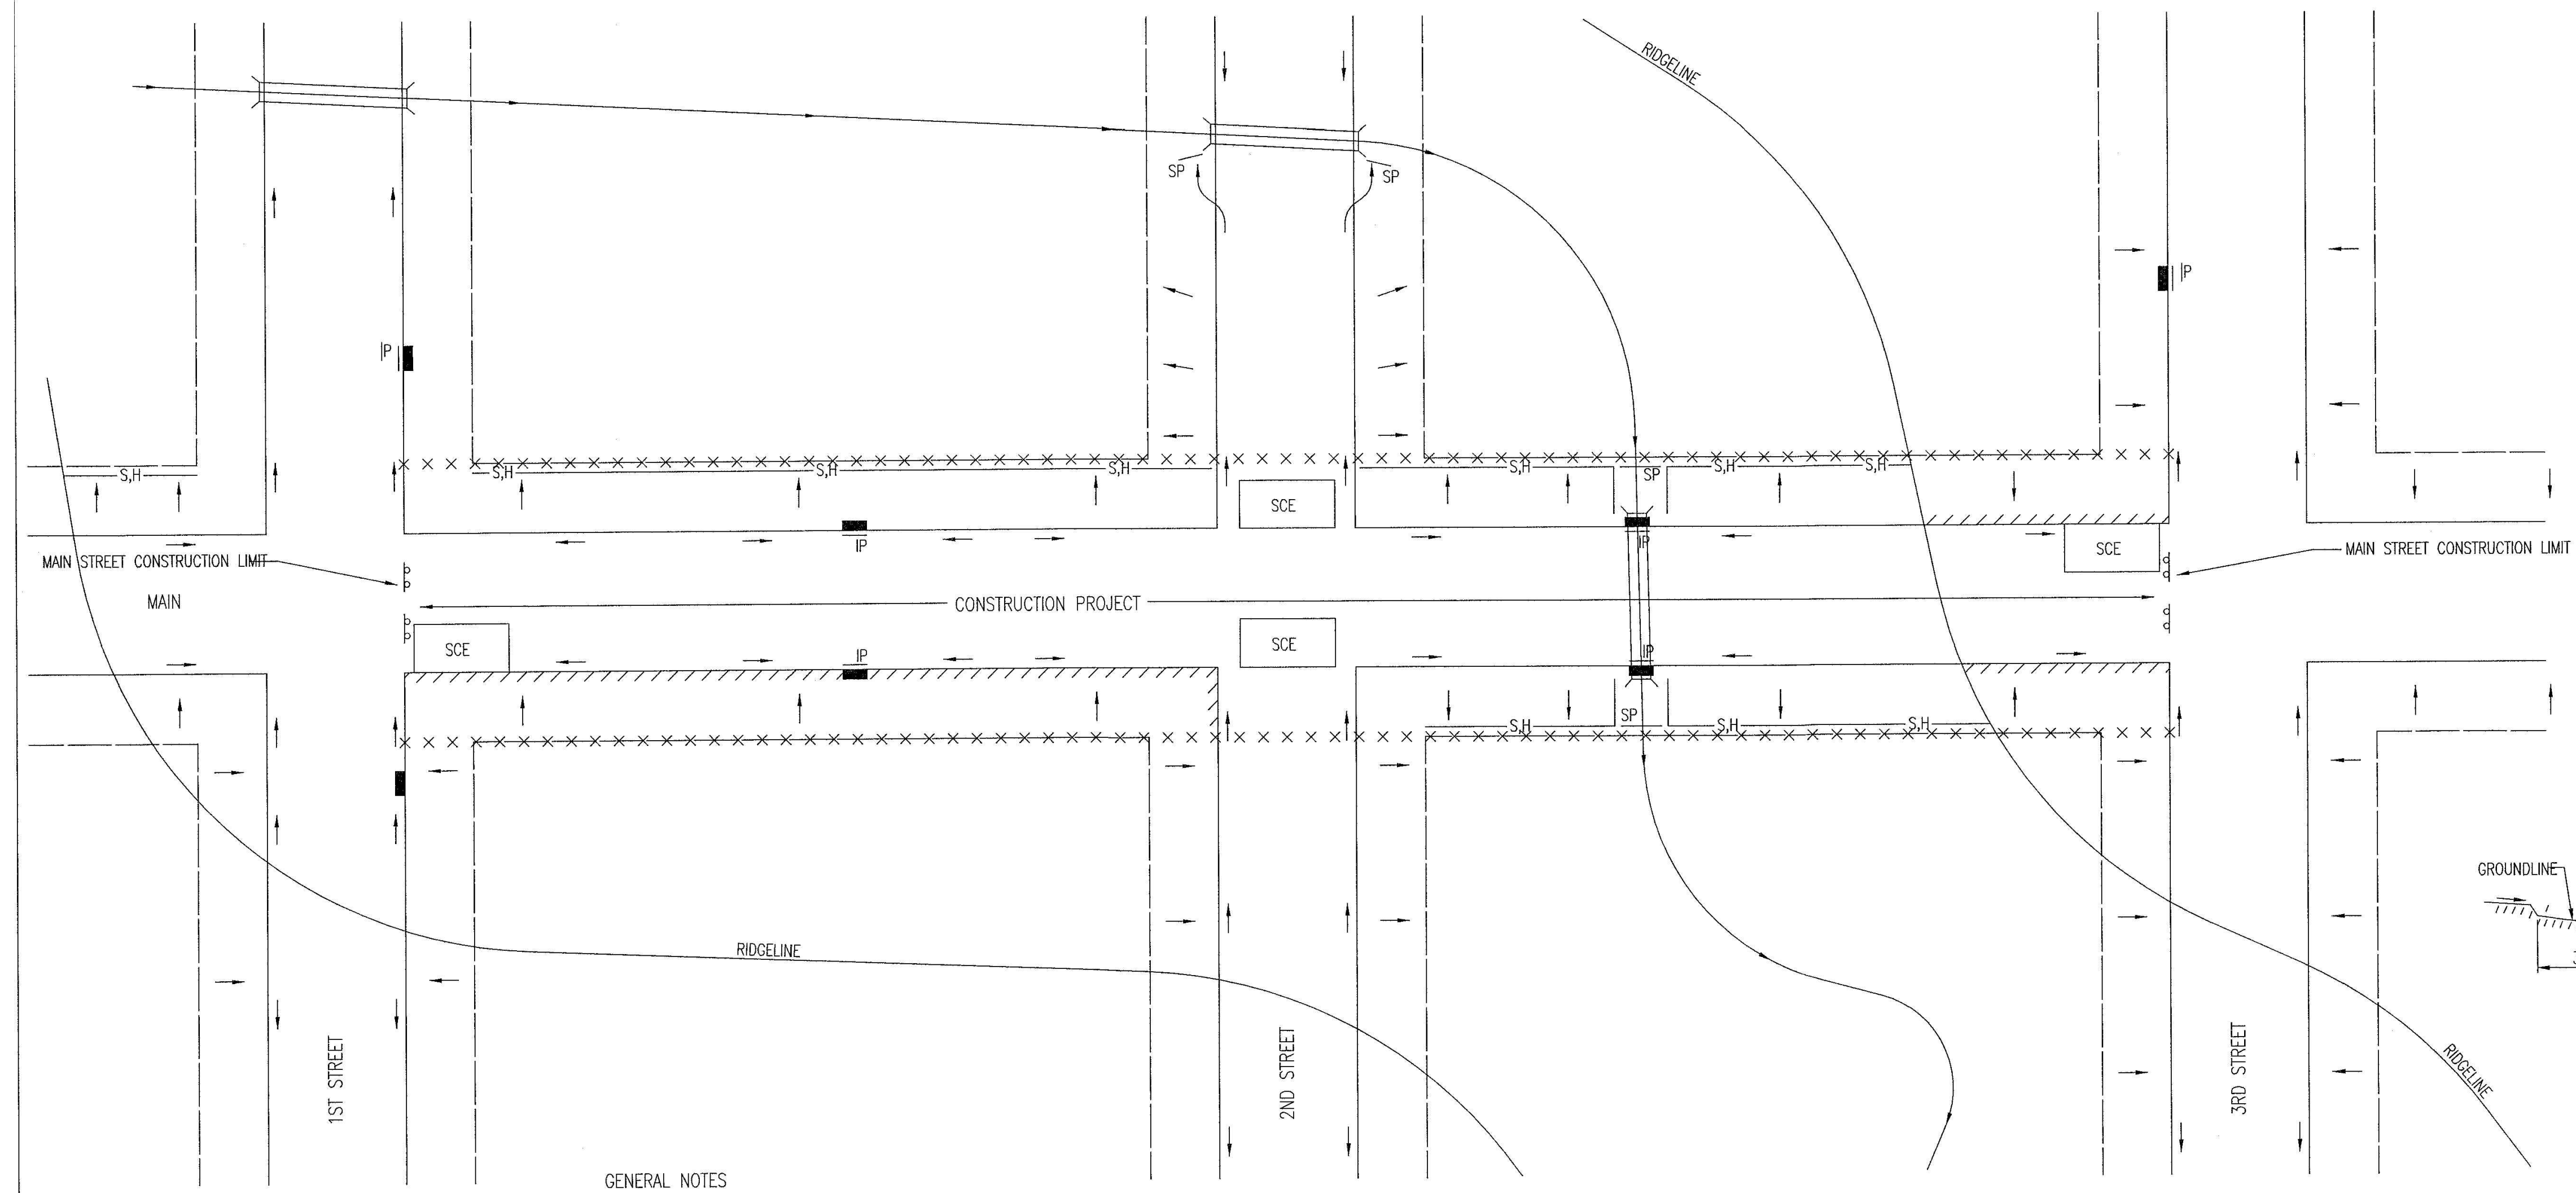 RIDGELINE
SP
SP
IP
IP
S,H
S,H
S,H
S,H
S,H
SP
S,H
S,H
SCE
IP
IP
SCE
MAIN STREET CONSTRUCTION LIMIT
MAIN STREET CONSTRUCTION LIMIT
MAIN
CONSTRUCTION PROJECT
SCE
SCE
IP
IP
SP
S,H
S,H
S,H
GROUNDLINE
RIDGELINE
1ST STREET
2ND STREET
3RD STREET
RIDGELINE
GENERAL NOTES